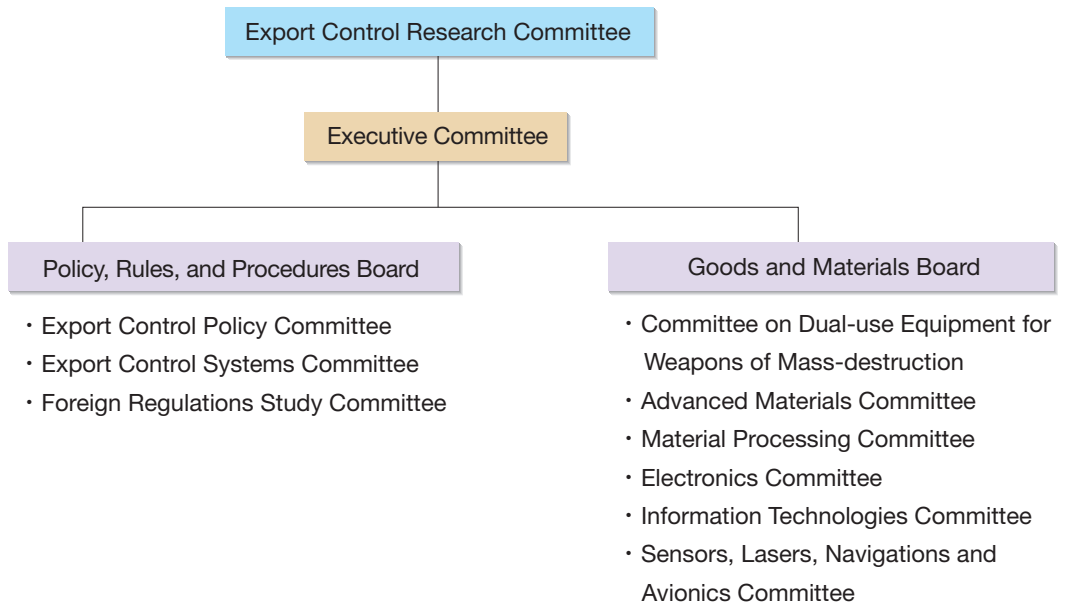 Export Control Research Committee
Executive Committee
Policy, Rules, and Procedures Board
・Export Control Policy Committee
・Export Control Systems Committee
・Foreign Regulations Study Committee
Goods and Materials Board
・Committee on Dual-use Equipment for
Weapons of Mass-destruction
・Advanced Materials Committee
・Material Processing Committee
・Electronics Committee
・Information Technologies Committee
・Sensors, Lasers, Navigations and
Avionics Committee